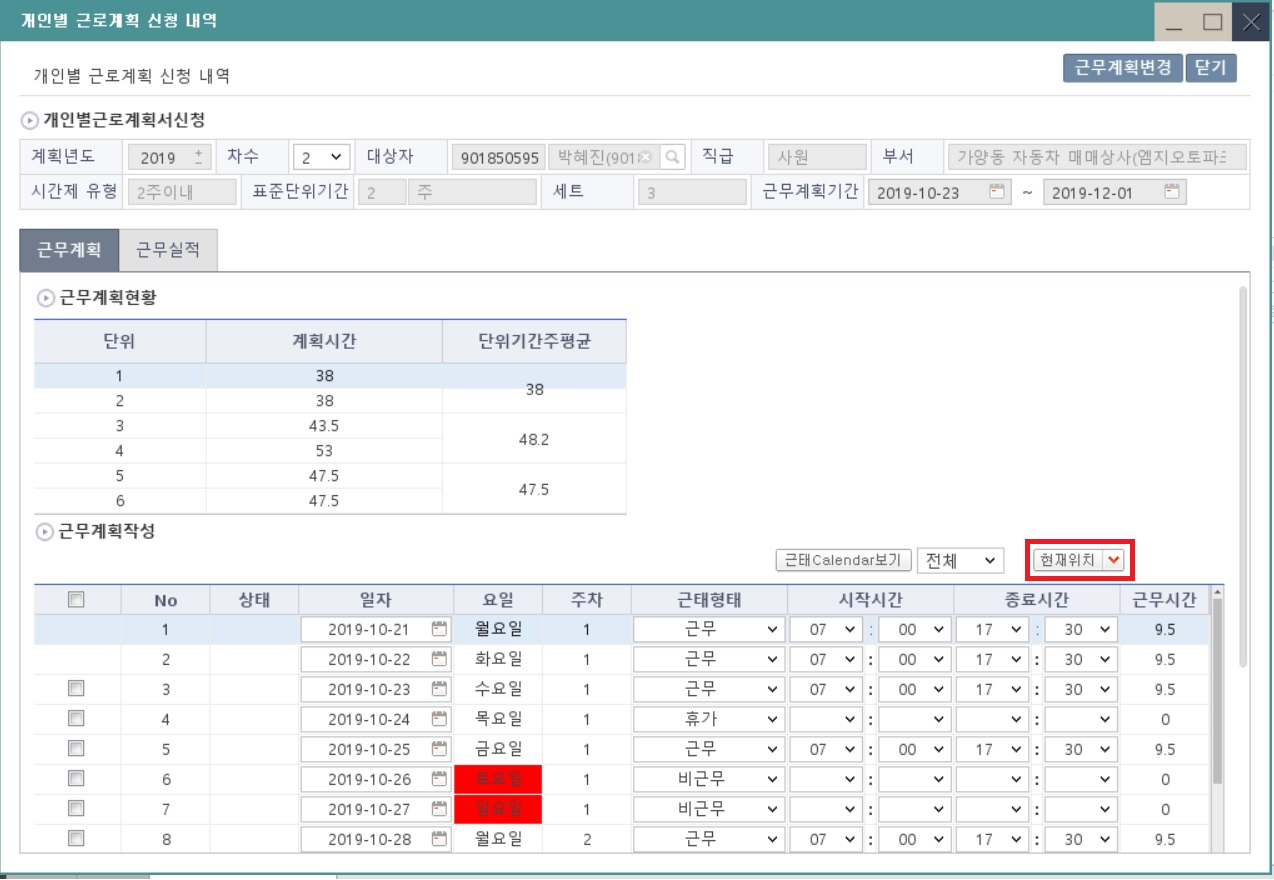 개인별 근로계획 신청 내역
개인별 근로계획 신청 내역 근무계획변경 닫기
개인별근로계획서신청
계획년도 2019 차수 2 대상자 901850595 박혜진(901 직급 사원 부서 가양동 자동차 매매상사(엠지오토파크
시간제 유형 2주이내 표준단위기간 2 주 세트 3 근무계획기간 2019-10-23 ~ 2019-12-01
근무계획 근무실적
근무계획현황
단위 계획시간 단위기간주평균
1 38 38
2 38
3 43.5 48.2
4 53
5 47.5 47.5
6 47.5
근무계획작성
근태Calendar보기 전체 현재위치
No 상태 일자 요일 주차 근태형태 시작시간 종료시간 근무시간
1 2019-10-21 월요일 1 근무 07 : 00 17 : 30 9.5
2 2019-10-22 화요일 1 근무 07 : 00 17 : 30 9.5
3 2019-10-23 수요일 1 근무 07 : 00 17 : 30 9.5
4 2019-10-24 목요일 1 휴가 : : 0
5 2019-10-25 금요일 1 근무 07 : 00 17 : 30 9.5
6 2019-10-26 토요일 1 비근무 : : 0
7 2019-10-27 일요일 1 비근무 : : 0
8 2019-10-28 월요일 2 근무 07 : 00 17 : 30 9.5